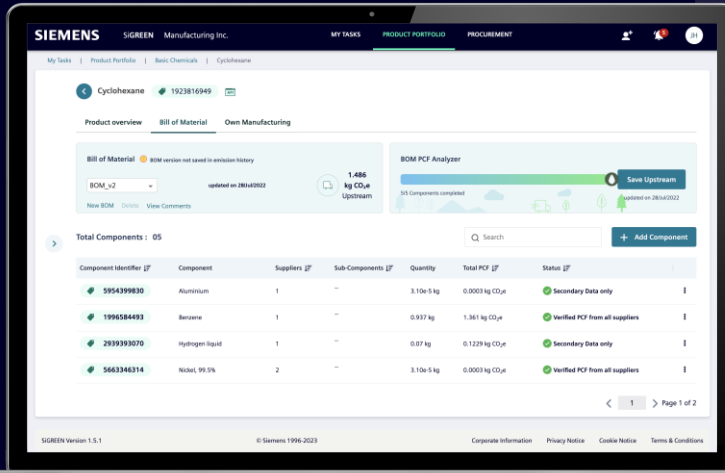 SIEMENS SiGREEN Manufacturing Inc. MY TASKS PRODUCT PORTFOLIO PROCUREMENT JH
My Tasks | Product Portfolio | Basic Chemicals | Cyclohexane
Cyclohexane 1923816949
Product overview Bill of Material Own Manufacturing
Bill of Material BOM version not saved in emission history
BOM_v2 updated on 28/Jul/2022
New BOM Delete View Comments
1.486
kg CO₂e
Upstream
BOM PCF Analyzer
Save Upstream
5/5 Components completed
updated on 28/Jul/2022
Total Components : 05 Search + Add Component
Component Identifier Component Suppliers Sub-Components Quantity Total PCF Status
5954399830 Aluminium 1 – 3.10e-5 kg 0.0003 kg CO₂e Secondary Data only
1996584493 Benzene 1 – 0.937 kg 1.361 kg CO₂e Verified PCF from all suppliers
2939393070 Hydrogen liquid 1 – 0.07 kg 0.1229 kg CO₂e Secondary Data only
5663346314 Nickel, 99.5% 2 – 3.10e-5 kg 0.0003 kg CO₂e Verified PCF from all suppliers
1 Page 1 of 2
SiGREEN Version 1.5.1 © Siemens 1996-2023 Corporate Information Privacy Notice Cookie Notice Terms & Conditions